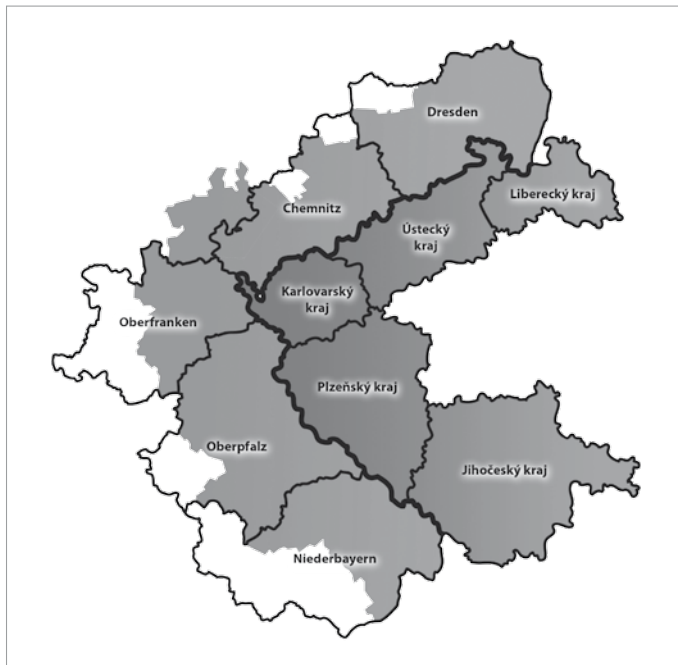 Dresden
Liberecký kraj
Chemnitz
Ústecký
kraj
Karlovarský
kraj
Oberfranken
Plzeňský kraj
Oberpfalz
Jihočeský kraj
Niederbayern